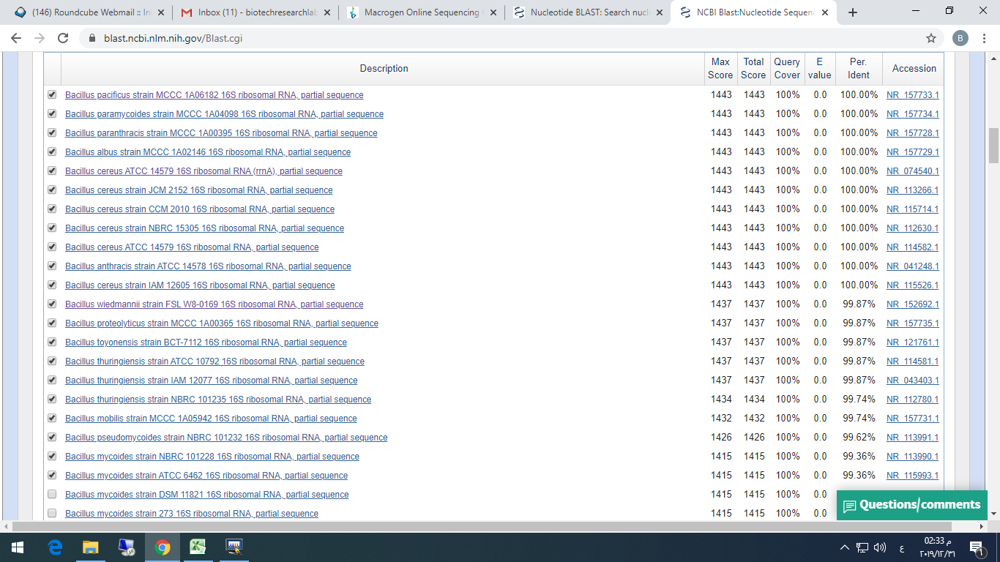 (146) Roundcube Webmail :: In
Inbox (11) - biotechresearchlab
Macrogen Online Sequencing
Nucleotide BLAST: Search nucl
NCBI Blast:Nucleotide Sequenc
blast.ncbi.nlm.nih.gov/Blast.cgi
B
Description Max Score Total Score Query Cover E value Per. Ident Accession
Bacillus pacificus strain MCCC 1A06182 16S ribosomal RNA, partial sequence 1443 1443 100% 0.0 100.00% NR_157733.1
Bacillus paramycoides strain MCCC 1A04098 16S ribosomal RNA, partial sequence 1443 1443 100% 0.0 100.00% NR_157734.1
Bacillus paranthracis strain MCCC 1A00395 16S ribosomal RNA, partial sequence 1443 1443 100% 0.0 100.00% NR_157728.1
Bacillus albus strain MCCC 1A02146 16S ribosomal RNA, partial sequence 1443 1443 100% 0.0 100.00% NR_157729.1
Bacillus cereus ATCC 14579 16S ribosomal RNA (rrnA), partial sequence 1443 1443 100% 0.0 100.00% NR_074540.1
Bacillus cereus strain JCM 2152 16S ribosomal RNA, partial sequence 1443 1443 100% 0.0 100.00% NR_113266.1
Bacillus cereus strain CCM 2010 16S ribosomal RNA, partial sequence 1443 1443 100% 0.0 100.00% NR_115714.1
Bacillus cereus strain NBRC 15305 16S ribosomal RNA, partial sequence 1443 1443 100% 0.0 100.00% NR_112630.1
Bacillus cereus ATCC 14579 16S ribosomal RNA, partial sequence 1443 1443 100% 0.0 100.00% NR_114582.1
Bacillus anthracis strain ATCC 14578 16S ribosomal RNA, partial sequence 1443 1443 100% 0.0 100.00% NR_041248.1
Bacillus cereus strain IAM 12605 16S ribosomal RNA, partial sequence 1443 1443 100% 0.0 100.00% NR_115526.1
Bacillus wiedmannii strain FSL W8-0169 16S ribosomal RNA, partial sequence 1437 1437 100% 0.0 99.87% NR_152692.1
Bacillus proteolyticus strain MCCC 1A00365 16S ribosomal RNA, partial sequence 1437 1437 100% 0.0 99.87% NR_157735.1
Bacillus toyonensis strain BCT-7112 16S ribosomal RNA, partial sequence 1437 1437 100% 0.0 99.87% NR_121761.1
Bacillus thuringiensis strain ATCC 10792 16S ribosomal RNA, partial sequence 1437 1437 100% 0.0 99.87% NR_114581.1
Bacillus thuringiensis strain IAM 12077 16S ribosomal RNA, partial sequence 1437 1437 100% 0.0 99.87% NR_043403.1
Bacillus thuringiensis strain NBRC 101235 16S ribosomal RNA, partial sequence 1434 1434 100% 0.0 99.74% NR_112780.1
Bacillus mobilis strain MCCC 1A05942 16S ribosomal RNA, partial sequence 1432 1432 100% 0.0 99.74% NR_157731.1
Bacillus pseudomycoides strain NBRC 101232 16S ribosomal RNA, partial sequence 1426 1426 100% 0.0 99.62% NR_113991.1
Bacillus mycoides strain NBRC 101228 16S ribosomal RNA, partial sequence 1415 1415 100% 0.0 99.36% NR_113990.1
Bacillus mycoides strain ATCC 6462 16S ribosomal RNA, partial sequence 1415 1415 100% 0.0 99.36% NR_115993.1
Bacillus mycoides strain DSM 11821 16S ribosomal RNA, partial sequence 1415 1415 100% 0.0
Bacillus mycoides strain 273 16S ribosomal RNA, partial sequence 1415 1415 100% 0.0
Questions/comments
ع
02:33 م
٢٠١٩/١٢/٣١
1